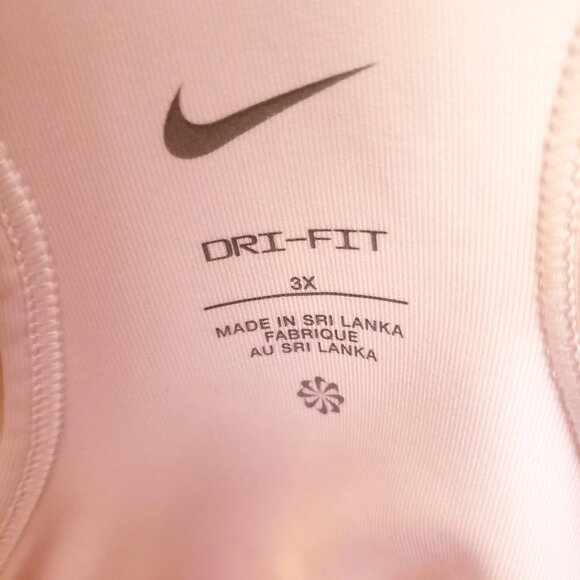 DRI-FIT
3X
MADE IN SRI LANKA
FABRIQUE
AU SRI LANKA